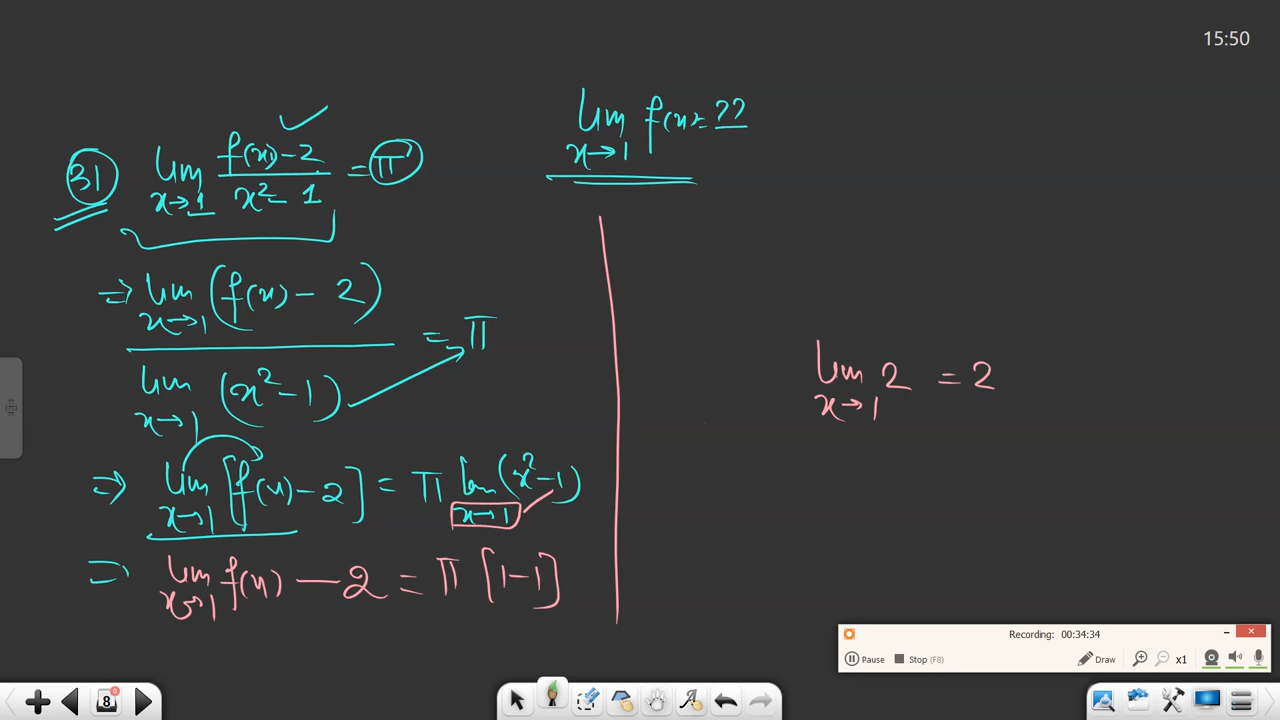 15:50
31 lim x→1 f(x)-2 / x²-1 = π
lim x→1 f(x) = ??
⇒ lim x→1 (f(x) - 2)
= π
lim x→1 (x²-1)
⇒ lim x→1 [f(x)-2] = π lim x→1 (x²-1)
⇒ lim x→1 f(x) - 2 = π [1-1]
lim x→1 2 = 2
Recording: 00:34:34
Pause Stop (F8) Draw x1
8 0